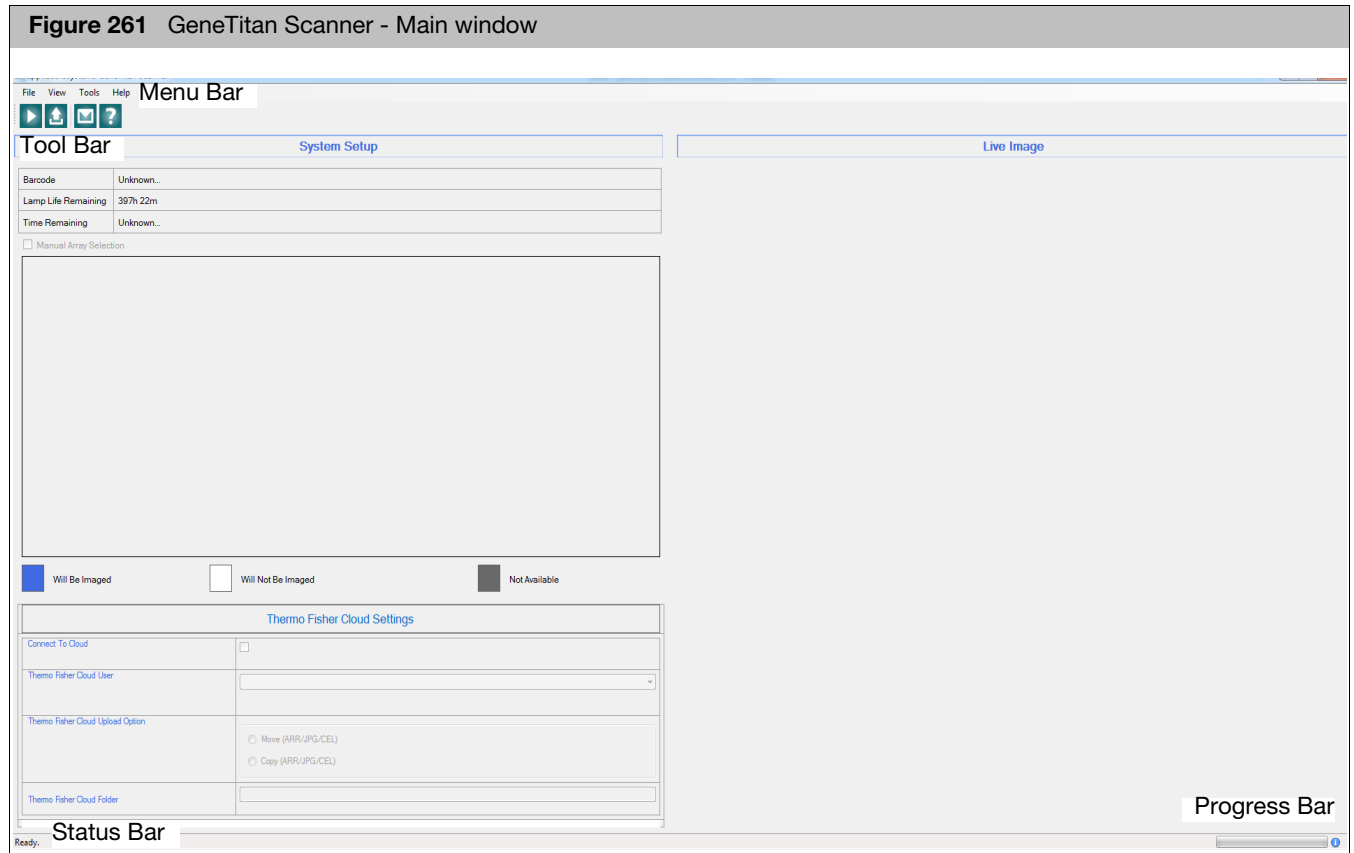 Figure 261 GeneTitan Scanner - Main window
File View Tools Help Menu Bar
Tool Bar
System Setup
Live Image
Barcode Unknown...
Lamp Life Remaining 397h 22m
Time Remaining Unknown...
Manual Array Selection
Will Be Imaged Will Not Be Imaged Not Available
Thermo Fisher Cloud Settings
Connect To Cloud
Thermo Fisher Cloud User
Thermo Fisher Cloud Upload Option
Move (ARR/JPG/CEL)
Copy (ARR/JPG/CEL)
Thermo Fisher Cloud Folder
Progress Bar
Status Bar
Ready.